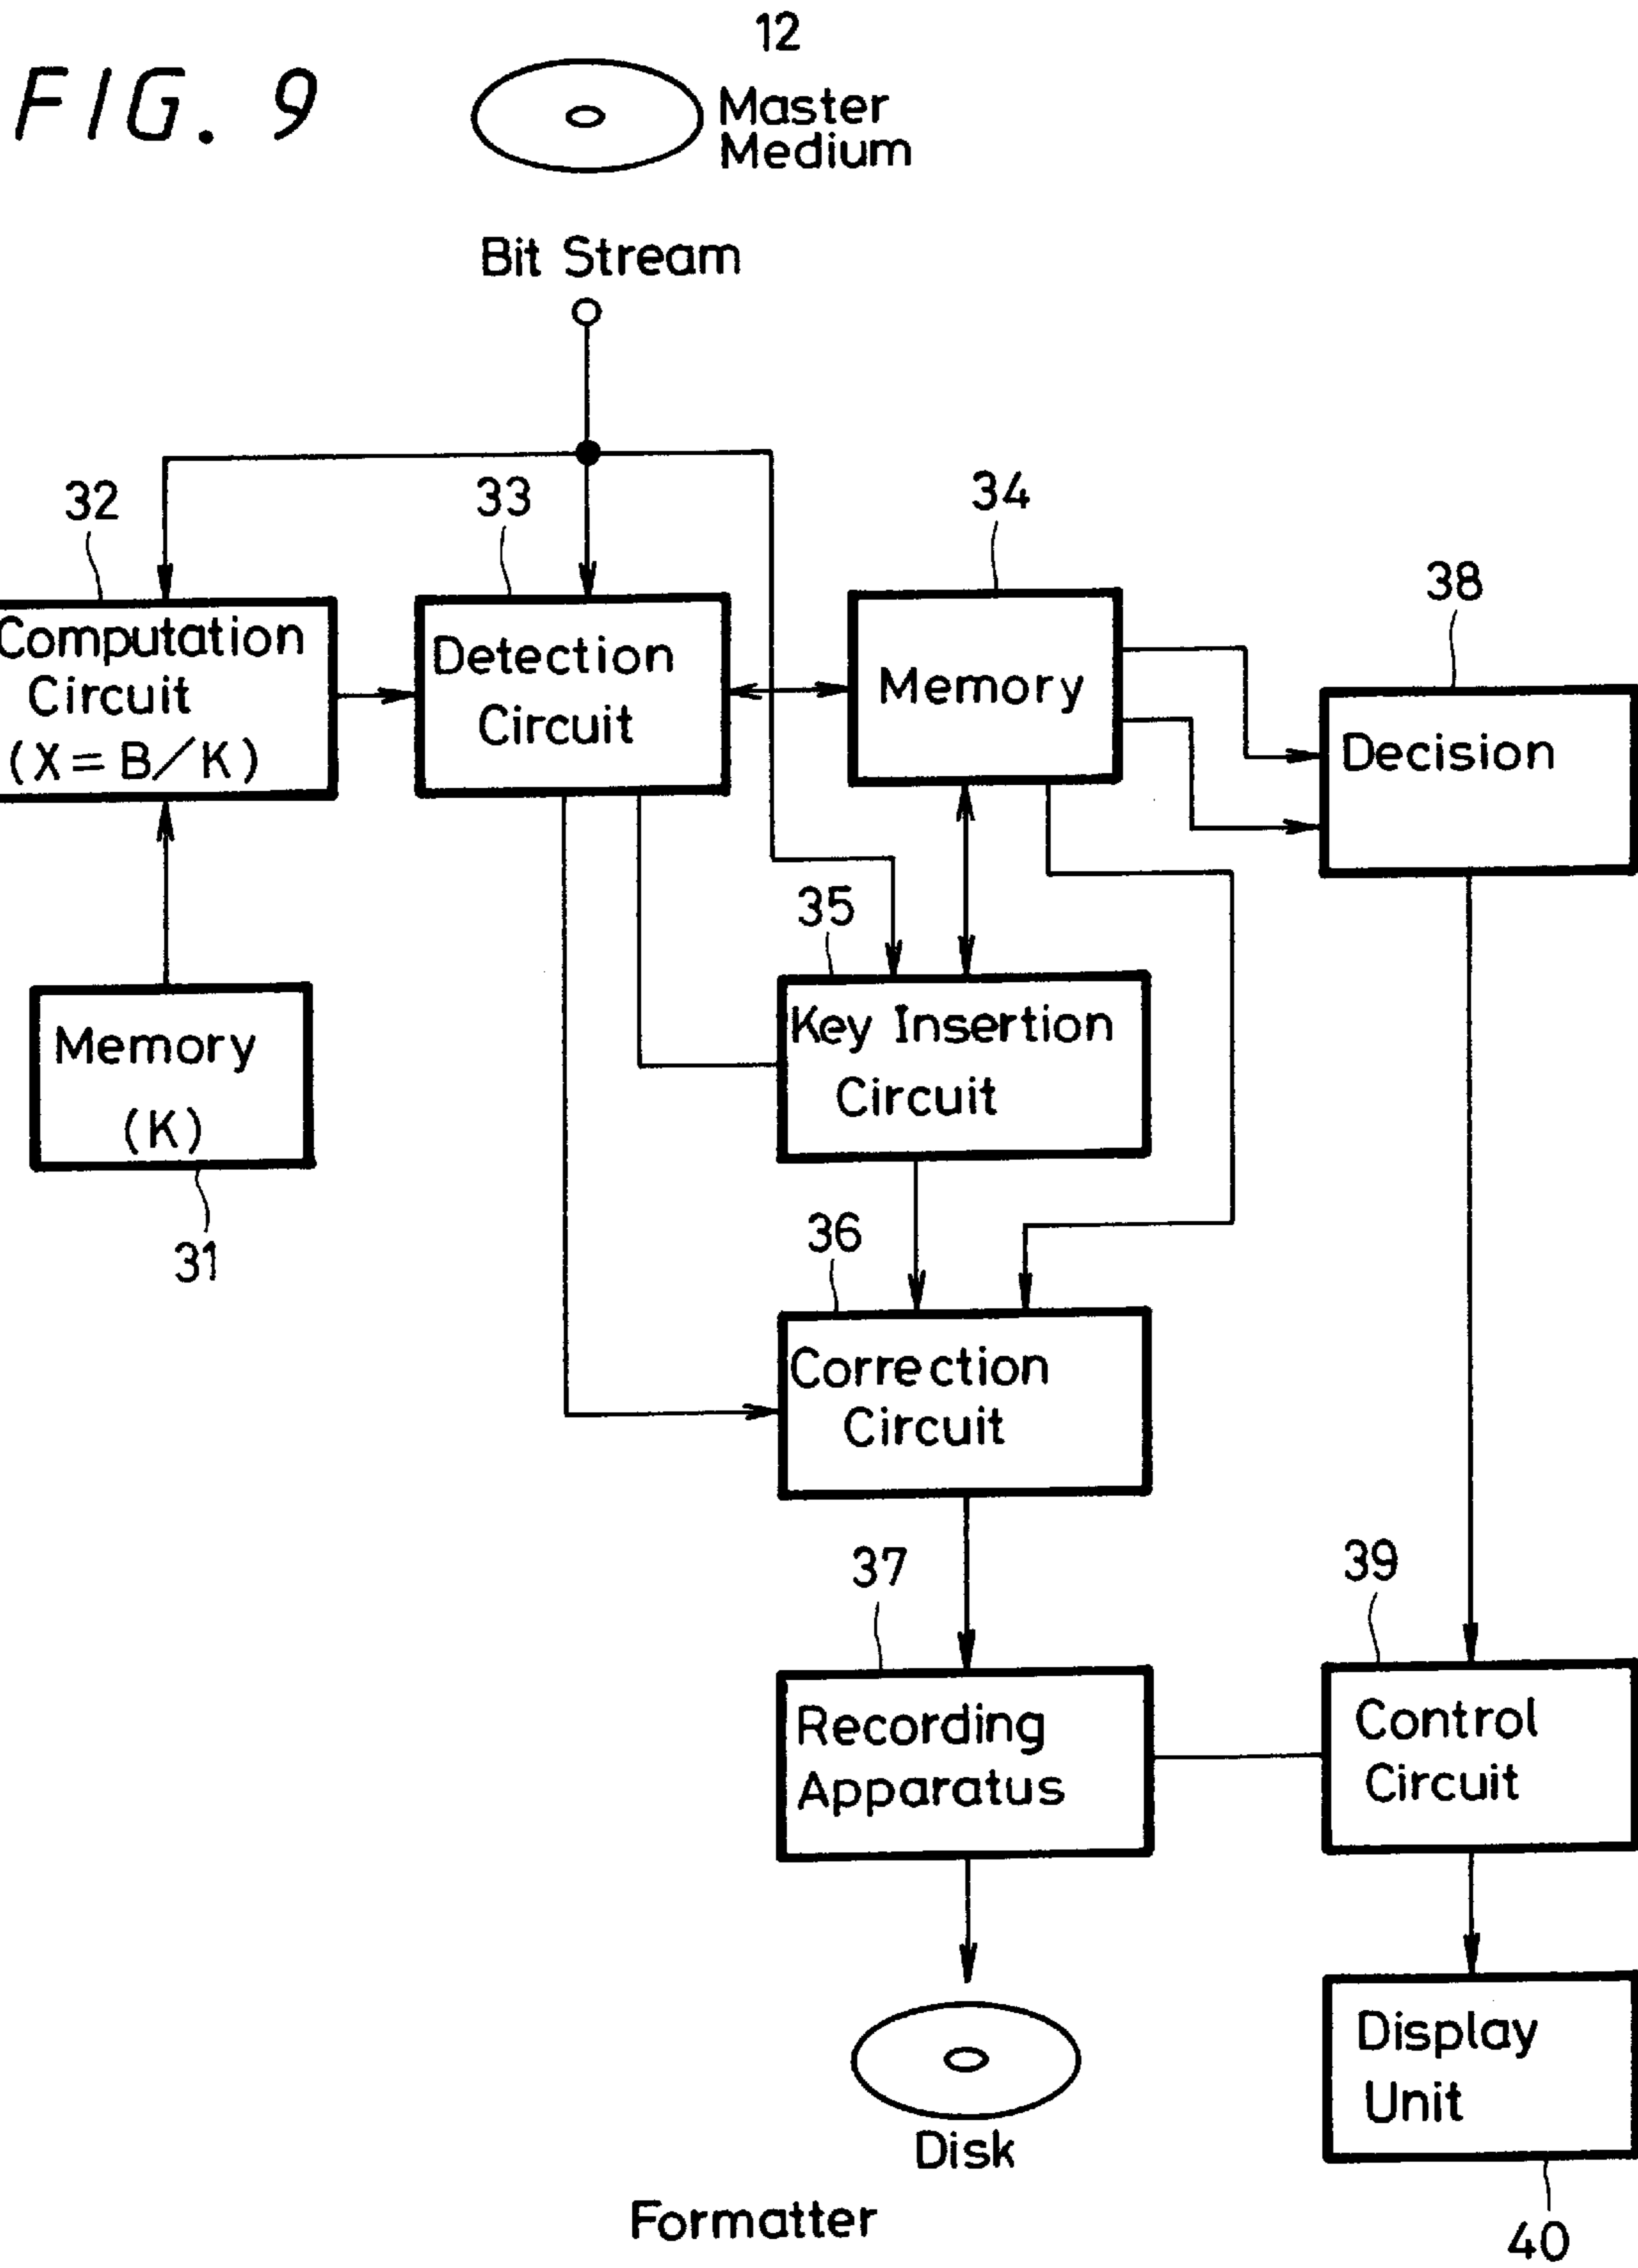 FIG. 9
12
Master
Medium
Bit Stream
32
33
34
38
Computation
Circuit
(X=B/K)
Detection
Circuit
Memory
Decision
35
Memory
(K)
31
Key Insertion
Circuit
36
Correction
Circuit
37
39
Recording
Apparatus
Control
Circuit
Display
Unit
40
Disk
Formatter